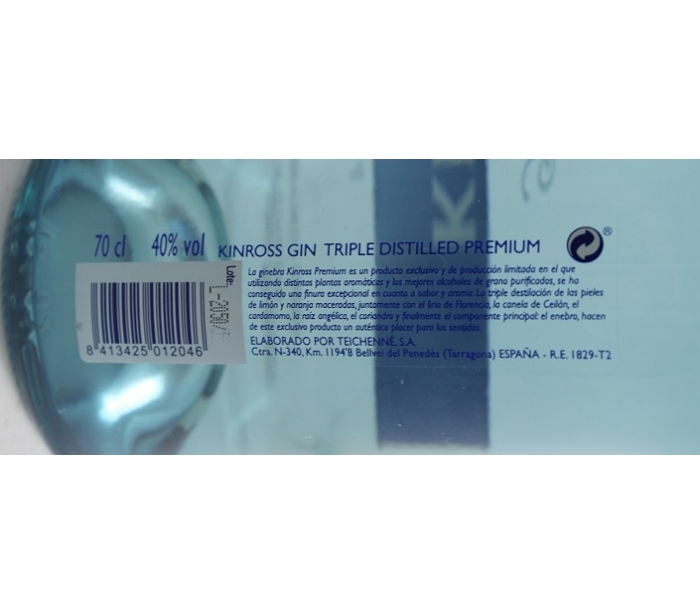 70 cl 40% vol KINROSS GIN TRIPLE DISTILLED PREMIUM ®
La ginebra Kinross Premium es un producto exclusivo y de producción limitada en el que
utilizando distintas plantas aromáticas y los mejores alcoholes de grano purificados, se ha
conseguido una finura excepcional en cuanto a sabor y aroma. La triple destilación de las pieles
de limón y naranja maceradas, juntamente con el lirio de Florencia, la canela de Ceilán, el
cardamomo, la raíz angélica, el coriandro y finalmente el componente principal: el enebro, hacen
de este exclusivo producto un auténtico placer para los sentidos.
ELABORADO POR TEICHENNÉ, S.A.
Ctra. N-340, Km. 1194'8 Bellvei del Penedès (Tarragona) ESPAÑA - R.E. 1829-T2
Lote:
8 413425 012046
K